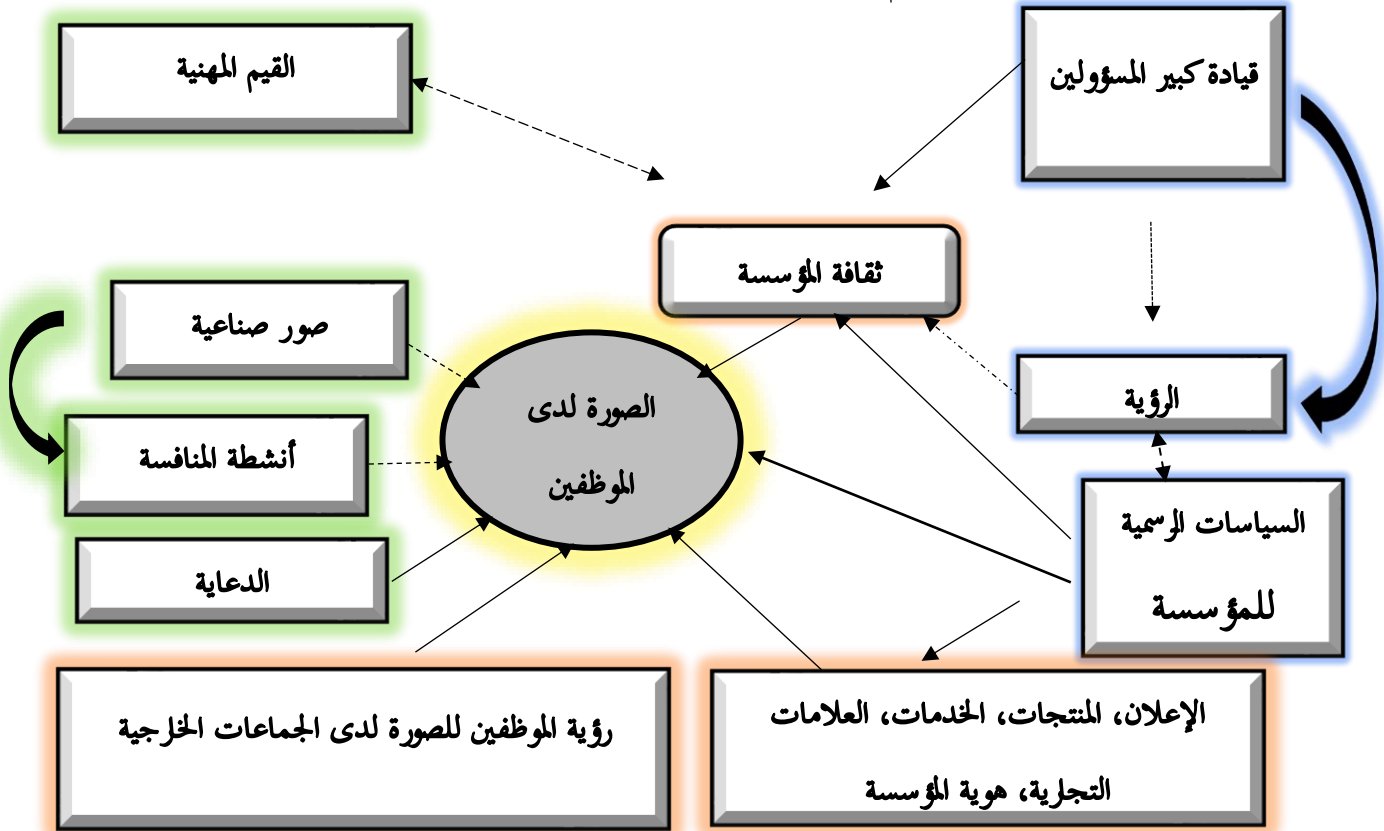 قيادة كبير المسؤولين
القيم المهنية
ثقافة المؤسسة
صور صناعية
الرؤية
الصورة لدى
الموظفين
أنشطة المنافسة
السياسات الرسمية
للمؤسسة
الدعاية
الإعلان، المنتجات، الخدمات، العلامات
التجارية، هوية المؤسسة
رؤية الموظفين للصورة لدى الجماعات الخارجية